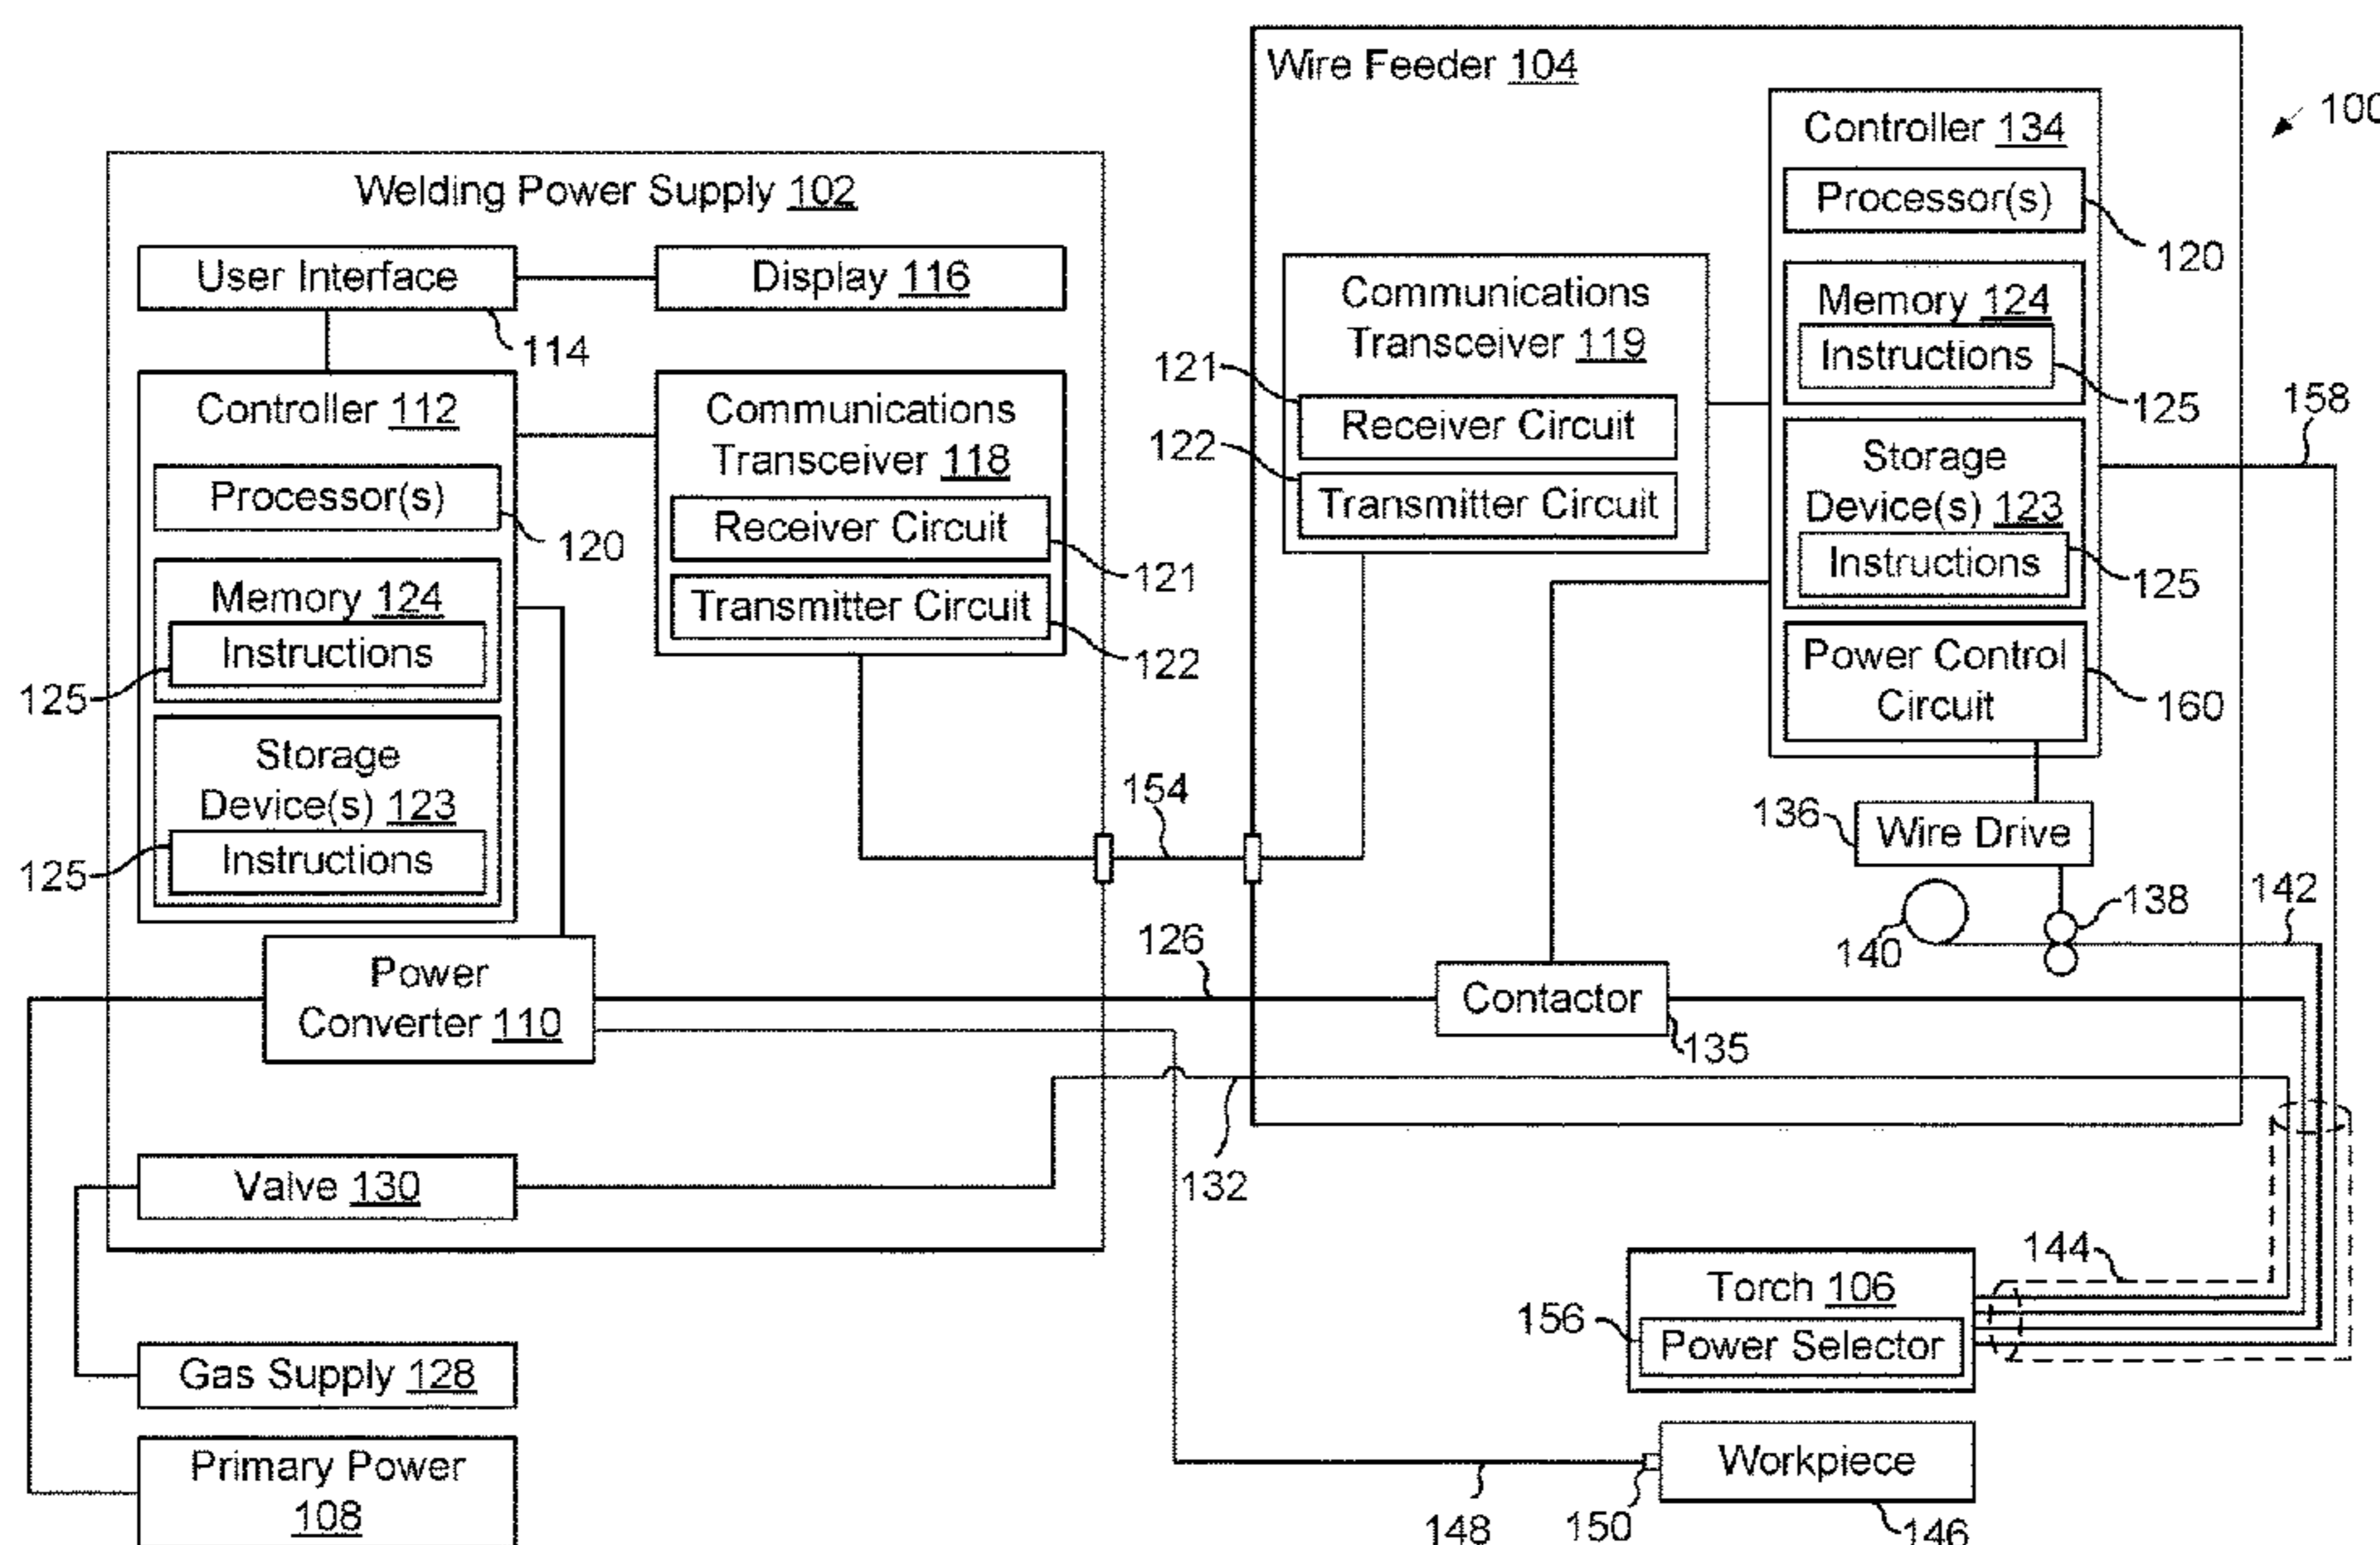 100
Welding Power Supply 102
User Interface
114
Display 116
Controller 112
Processor(s)
120
Memory 124
Instructions
125
Storage
Device(s) 123
Instructions
125
Communications
Transceiver 118
Receiver Circuit
121
Transmitter Circuit
122
Power
Converter 110
Valve 130
Gas Supply 128
Primary Power
108
154
126
132
Wire Feeder 104
Communications
Transceiver 119
121
Receiver Circuit
122
Transmitter Circuit
Controller 134
Processor(s)
120
Memory 124
Instructions
125
Storage
Device(s) 123
Instructions
125
Power Control
Circuit
160
158
136
Wire Drive
138
140
142
Contactor
135
144
Torch 106
156
Power Selector
Workpiece
146
148
150